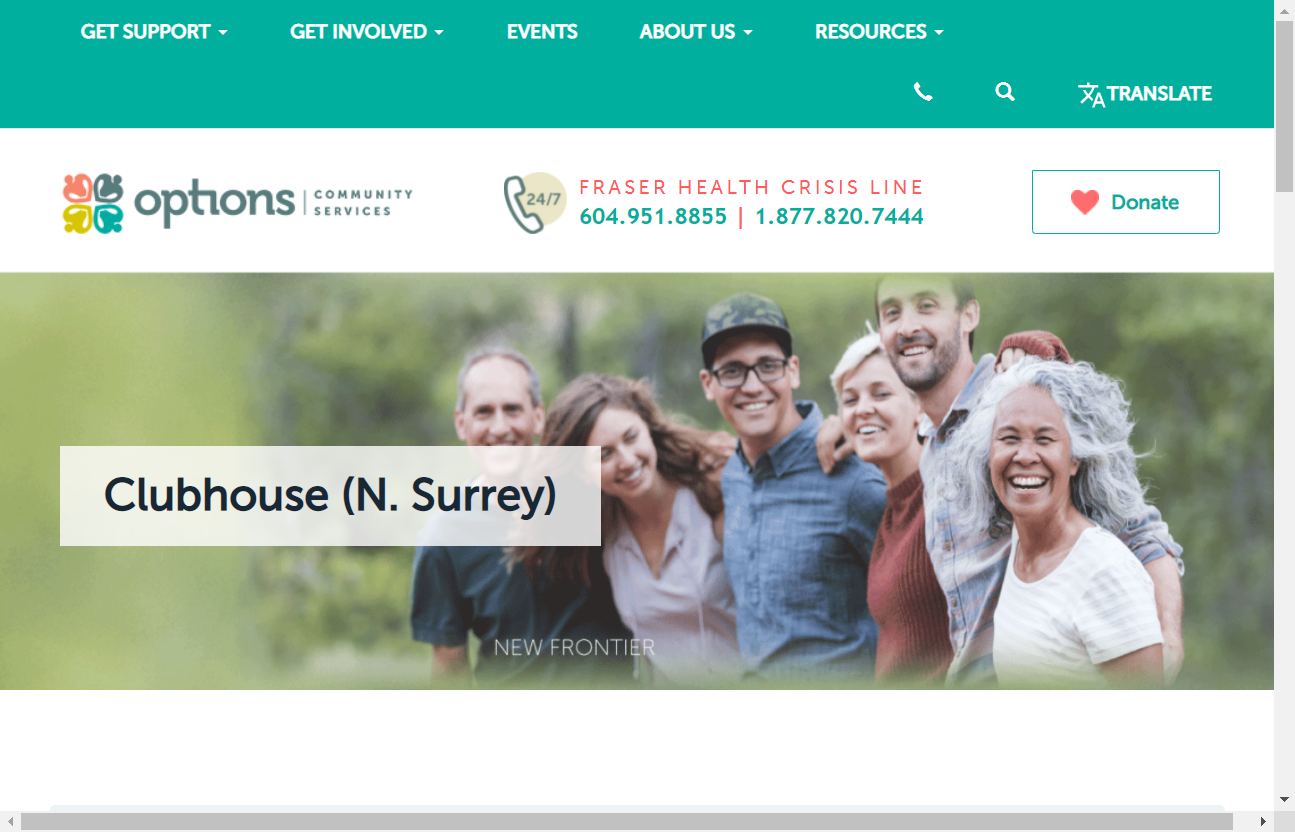 GET SUPPORT
GET INVOLVED
EVENTS
ABOUT US
RESOURCES
TRANSLATE
options COMMUNITY SERVICES
24/7
FRASER HEALTH CRISIS LINE
604.951.8855 | 1.877.820.7444
Donate
Clubhouse (N. Surrey)
NEW FRONTIER